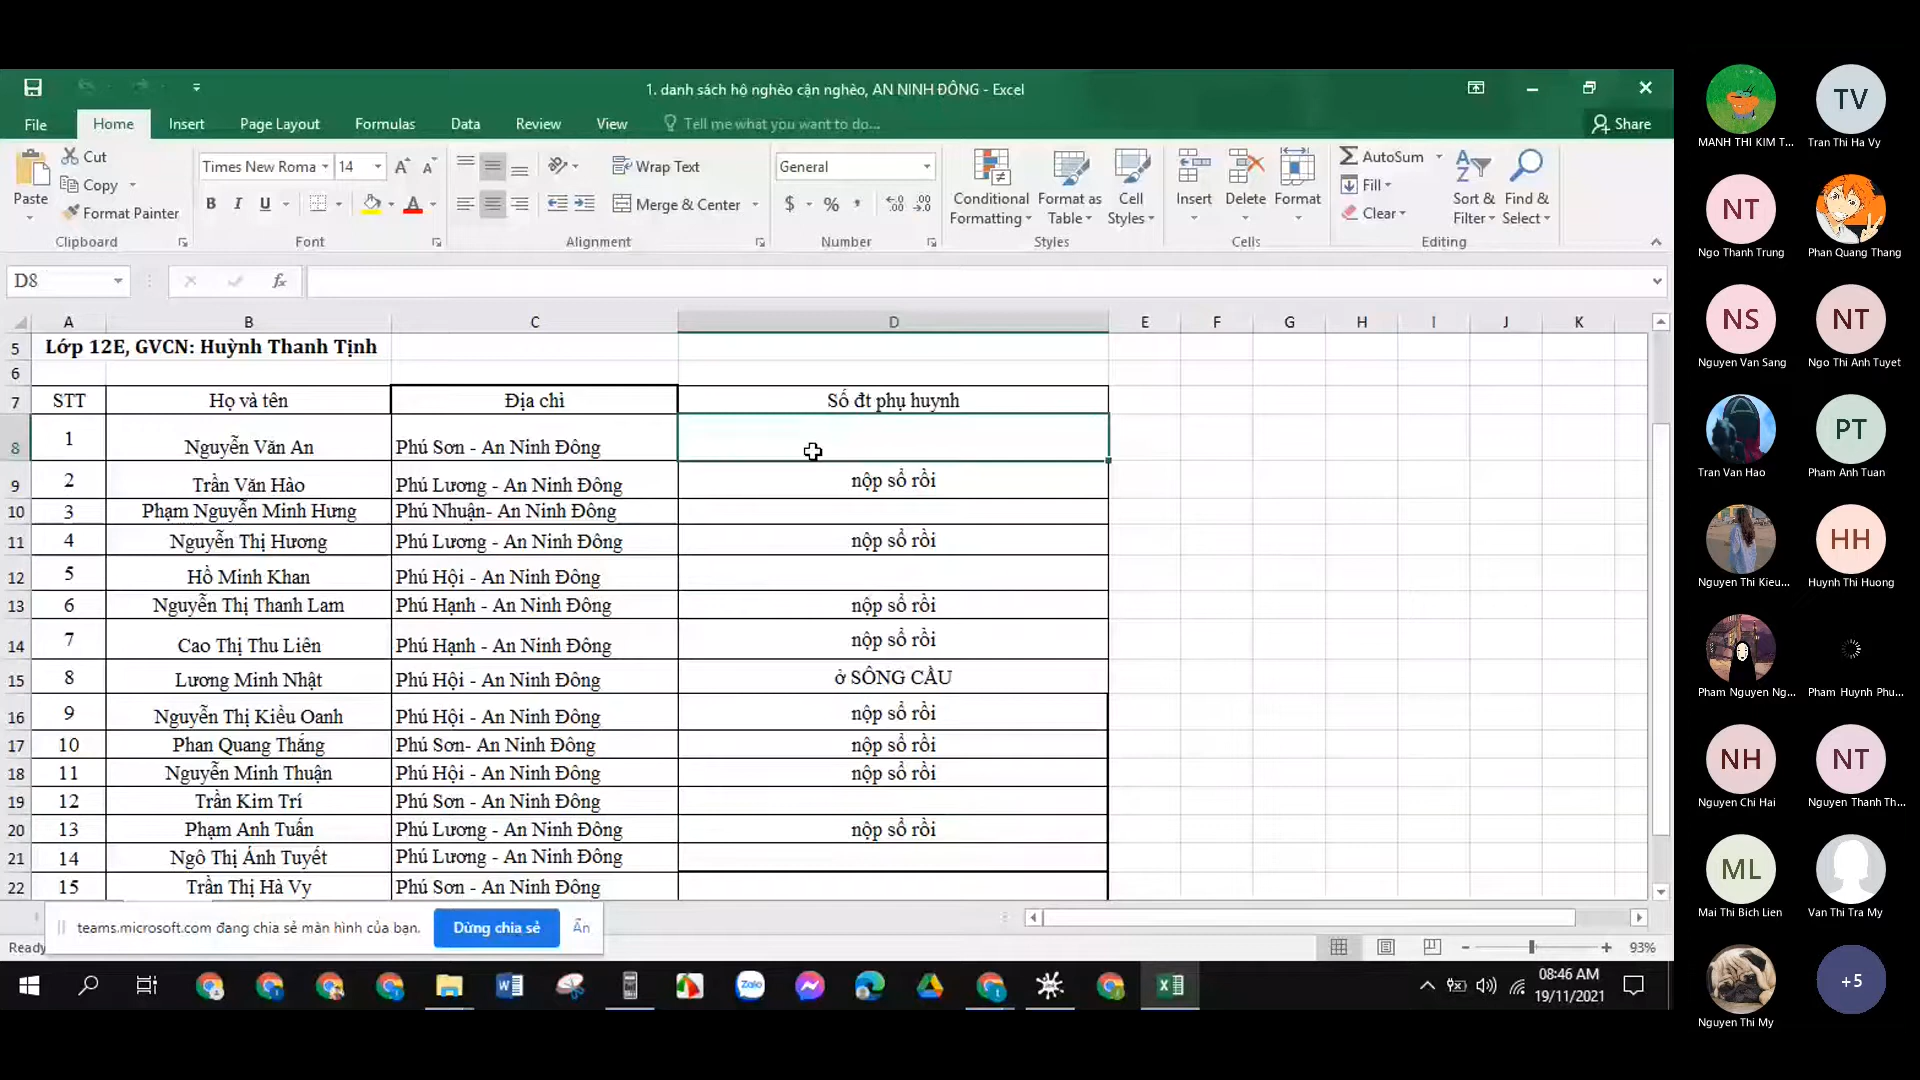 1. danh sách hộ nghèo cận nghèo, AN NINH ĐÔNG - Excel
File Home Insert Page Layout Formulas Data Review View Tell me what you want to do... Share
Paste Cut Copy Format Painter Clipboard
Times New Roma 14 B I U A Font
Wrap Text Merge & Center Alignment
General $ % Number
Conditional Formatting Format as Table Cell Styles Styles
Insert Delete Format Cells
AutoSum Fill Clear Sort & Filter Find & Select Editing
D8 fx
A B C D E F G H I J K
5 Lớp 12E, GVCN: Huỳnh Thanh Tịnh
6
7 STT Họ và tên Địa chỉ Số đt phụ huynh
8 1 Nguyễn Văn An Phú Sơn - An Ninh Đông
9 2 Trần Văn Hào Phú Lương - An Ninh Đông nộp sổ rồi
10 3 Phạm Nguyễn Minh Hưng Phú Nhuận- An Ninh Đông
11 4 Nguyễn Thị Hương Phú Lương - An Ninh Đông nộp sổ rồi
12 5 Hồ Minh Khan Phú Hội - An Ninh Đông
13 6 Nguyễn Thị Thanh Lam Phú Hạnh - An Ninh Đông nộp sổ rồi
14 7 Cao Thị Thu Liên Phú Hạnh - An Ninh Đông nộp sổ rồi
15 8 Lương Minh Nhật Phú Hội - An Ninh Đông ở SÔNG CẦU
16 9 Nguyễn Thị Kiều Oanh Phú Hội - An Ninh Đông nộp sổ rồi
17 10 Phan Quang Thắng Phú Sơn- An Ninh Đông nộp sổ rồi
18 11 Nguyễn Minh Thuận Phú Hội - An Ninh Đông nộp sổ rồi
19 12 Trần Kim Trí Phú Sơn - An Ninh Đông
20 13 Phạm Anh Tuấn Phú Lương - An Ninh Đông nộp sổ rồi
21 14 Ngô Thị Ánh Tuyết Phú Lương - An Ninh Đông
22 15 Trần Thị Hà Vy Phú Sơn - An Ninh Đông
teams.microsoft.com đang chia sẻ màn hình của bạn. Dừng chia sẻ Ẩn
Ready 93%
Zalo
08:46 AM
19/11/2021
TV
MANH THI KIM T... Tran Thi Ha Vy
NT
Ngo Thanh Trung Phan Quang Thang
NS NT
Nguyen Van Sang Ngo Thi Anh Tuyet
PT
Tran Van Hao Pham Anh Tuan
HH
Nguyen Thi Kieu... Huynh Thi Huong
Pham Nguyen Ng... Pham Huynh Phu...
NH NT
Nguyen Chi Hai Nguyen Thanh Th...
ML
Mai Thi Bich Lien Van Thi Tra My
+5
Nguyen Thi My